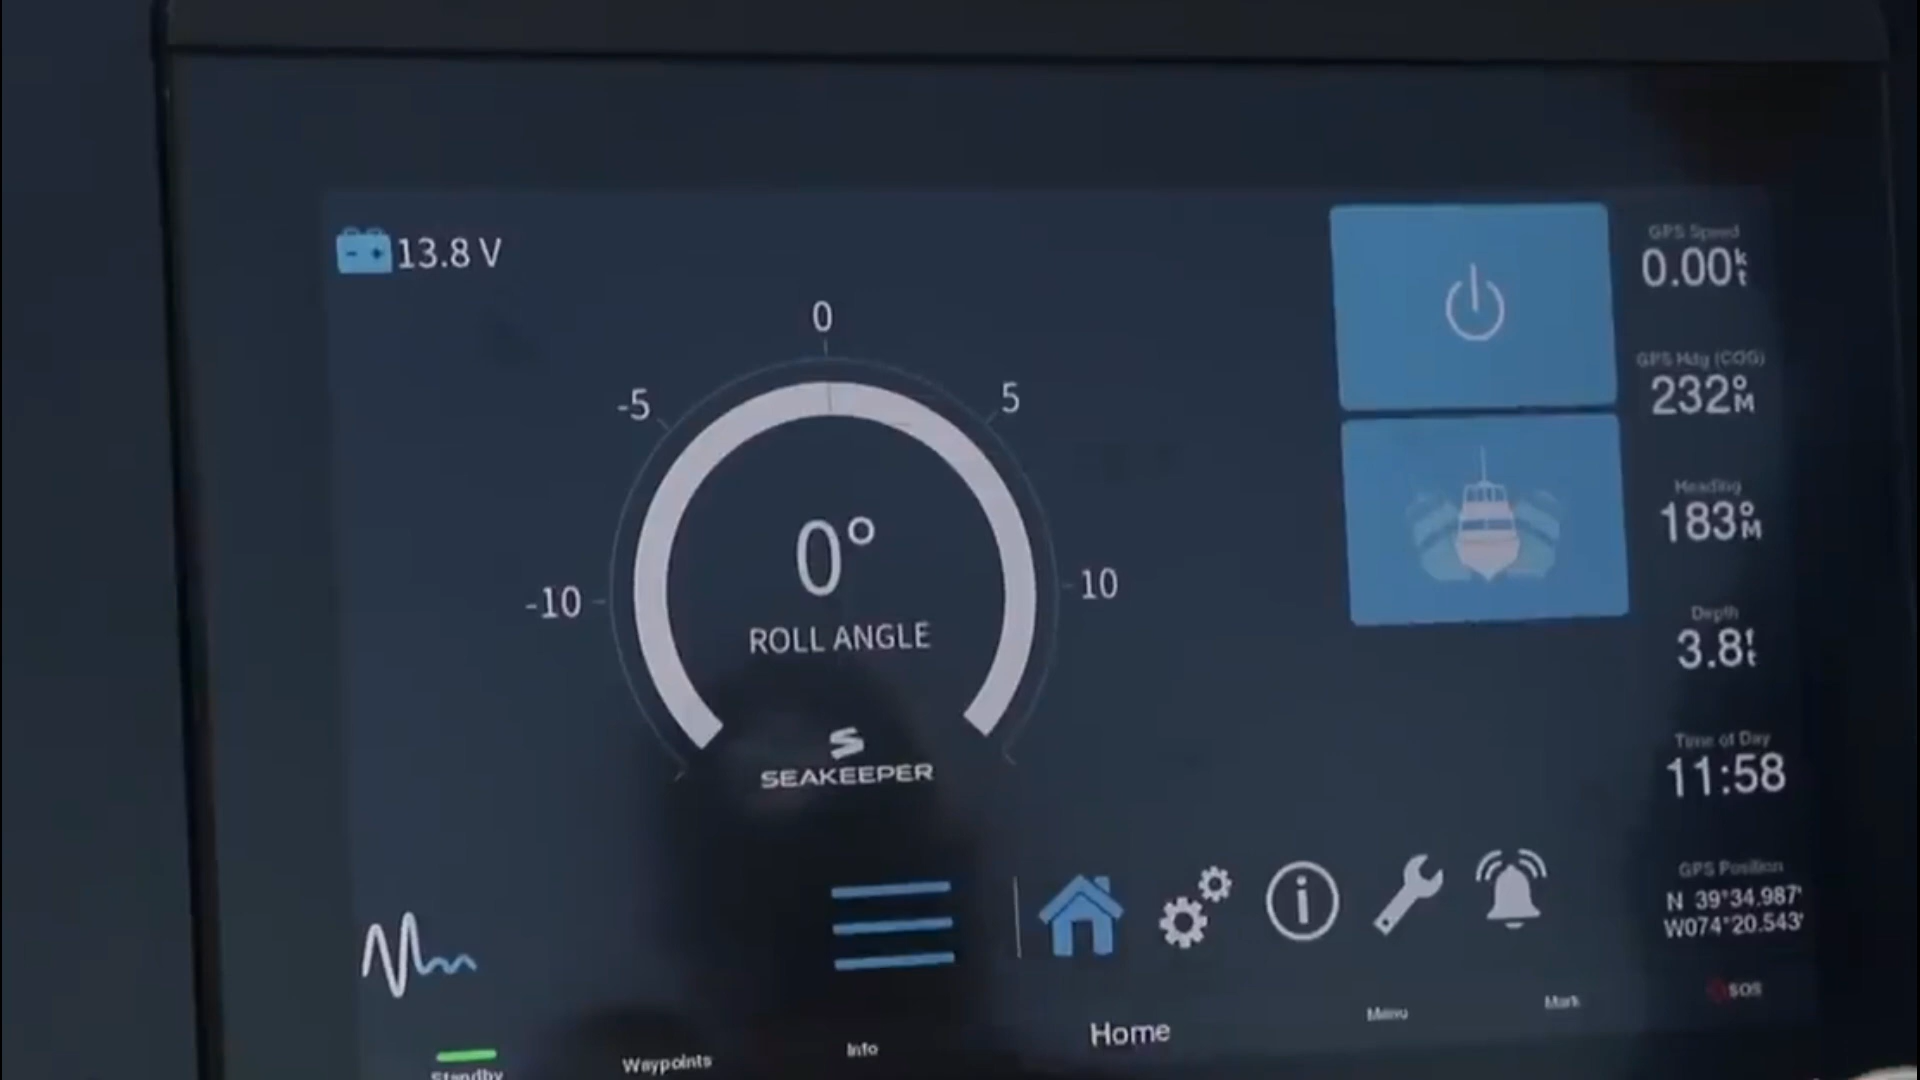 13.8 V
0
-5
5
-10
10
0°
ROLL ANGLE
SEAKEEPER
GPS Speed
0.00kt
GPS Hdg (COG)
232°M
Heading
183°M
Depth
3.8ft
Time of Day
11:58
GPS Position
N 39°34.987'
W074°20.543'
SOS
Standby
Waypoints
Info
Home
Menu
Mark